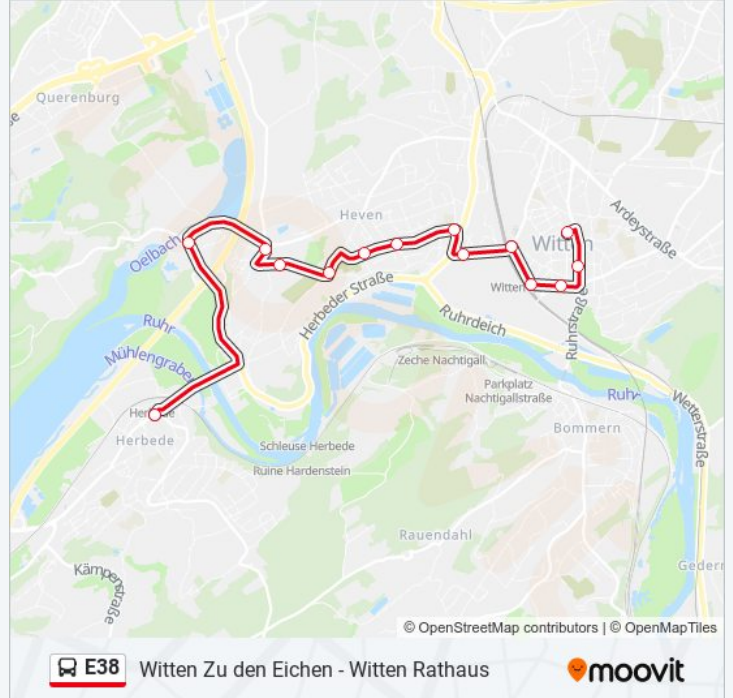 Querenburg
Heven
Ardeystraße
Oelbach
Witten
Herbeder Straße
Witten
Ruhrdeich
Ruhrstraße
Ruhr
Mühlengraben
Zeche Nachtigall
Parkplatz
Nachtigallstraße
Ruhr
Wetterstraße
Herbede
Herbede
Bommern
Schleuse Herbede
Ruine Hardenstein
Rauendahl
Kämpenstraße
Gedern
© OpenStreetMap contributors | © OpenMapTiles
E38 Witten Zu den Eichen - Witten Rathaus
moovit